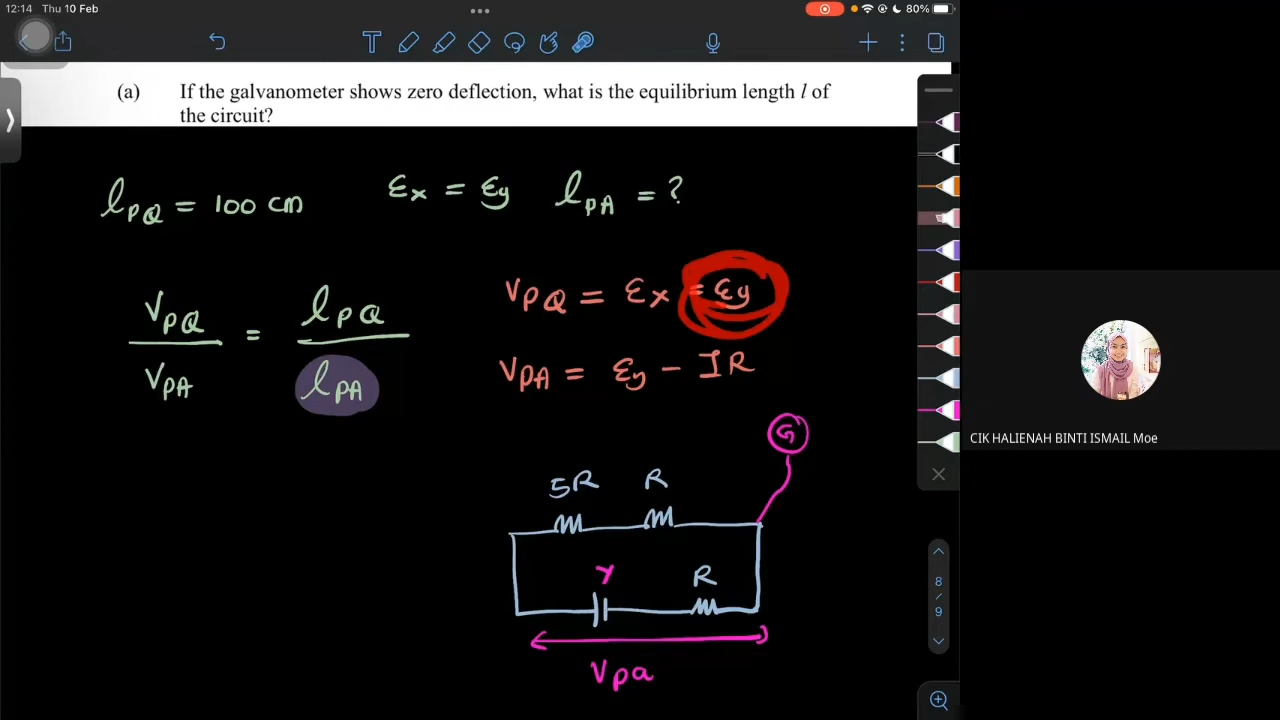 12:14 Thu 10 Feb
80%
T
(a) If the galvanometer shows zero deflection, what is the equilibrium length l of
the circuit?
lPQ = 100 cm εx = εy lPA = ?
VPQ / VPA = lPQ / lPA
VPQ = εx = εy
VPA = εy - IR
G
5R R
Y R
VPA
8
/
9
CIK HALIENAH BINTI ISMAIL Moe